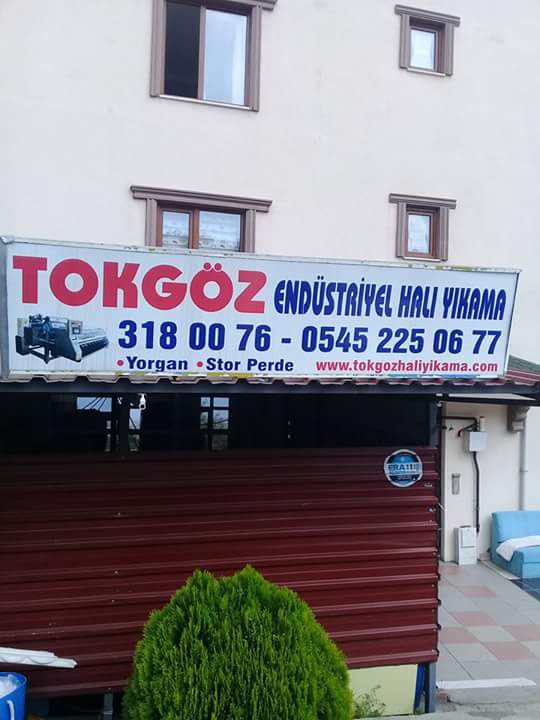 TOKGÖZ ENDÜSTRİYEL HALI YIKAMA
318 00 76 - 0545 225 06 77
•Yorgan •Stor Perde www.tokgozhaliyikama.com